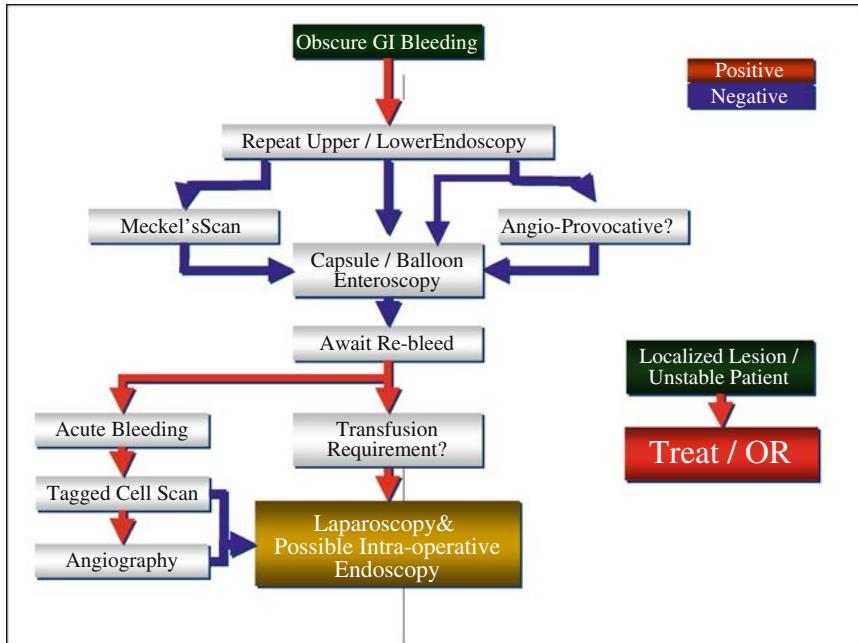 Obscure GI Bleeding
Positive
Negative
Repeat Upper / LowerEndoscopy
Meckel'sScan
Angio-Provocative?
Capsule / Balloon
Enteroscopy
Await Re-bleed
Localized Lesion /
Unstable Patient
Acute Bleeding
Transfusion
Requirement?
Treat / OR
Tagged Cell Scan
Laparoscopy&
Possible Intra-operative
Endoscopy
Angiography